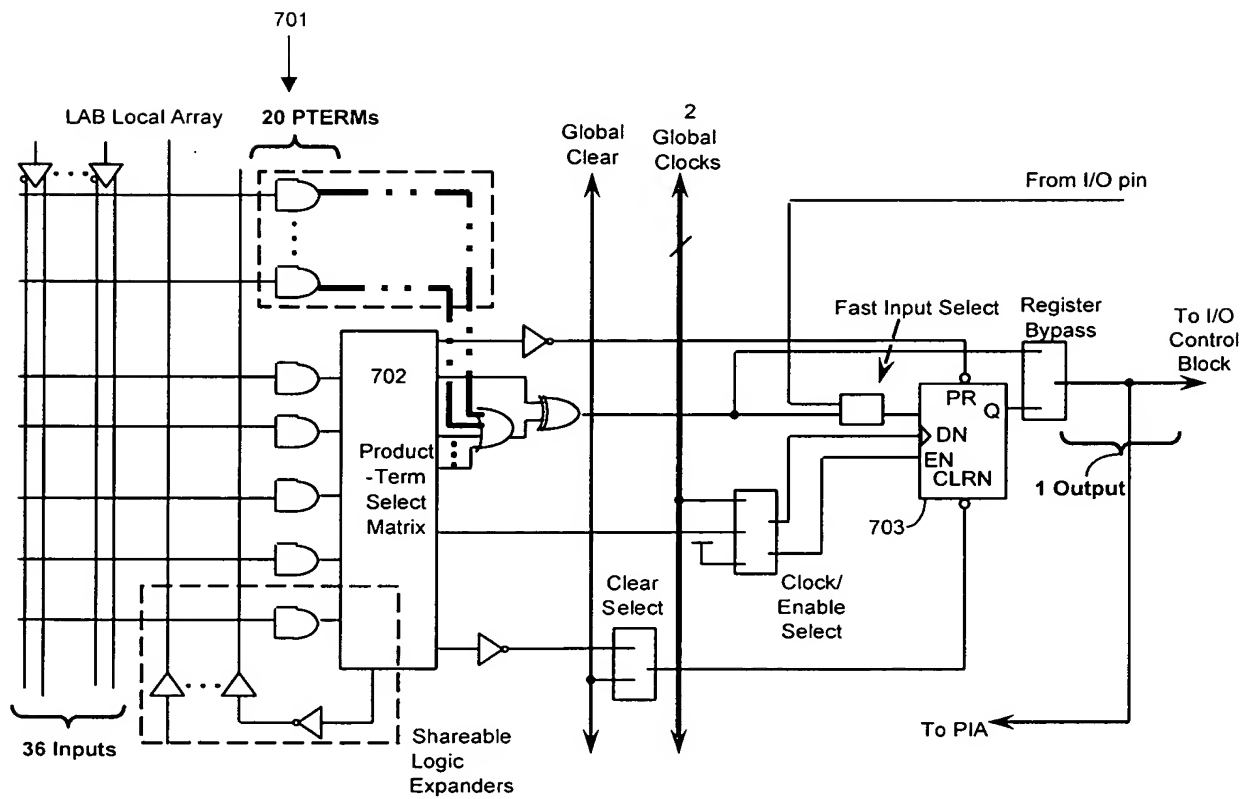 701
LAB Local Array
20 PTERMs
Global
Clear
2
Global
Clocks
From I/O pin
Fast Input Select
Register
Bypass
To I/O
Control
Block
702
Product
-Term
Select
Matrix
PR
Q
DN
EN
CLRN
703
1 Output
Clear
Select
Clock/
Enable
Select
36 Inputs
Shareable
Logic
Expanders
To PIA